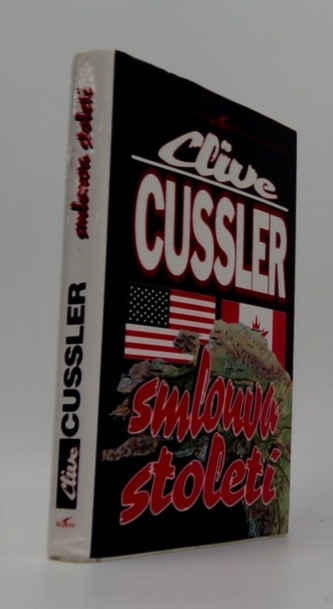 Clive
CUSSLER
smlouva
století
Clive CUSSLER
smlouva století